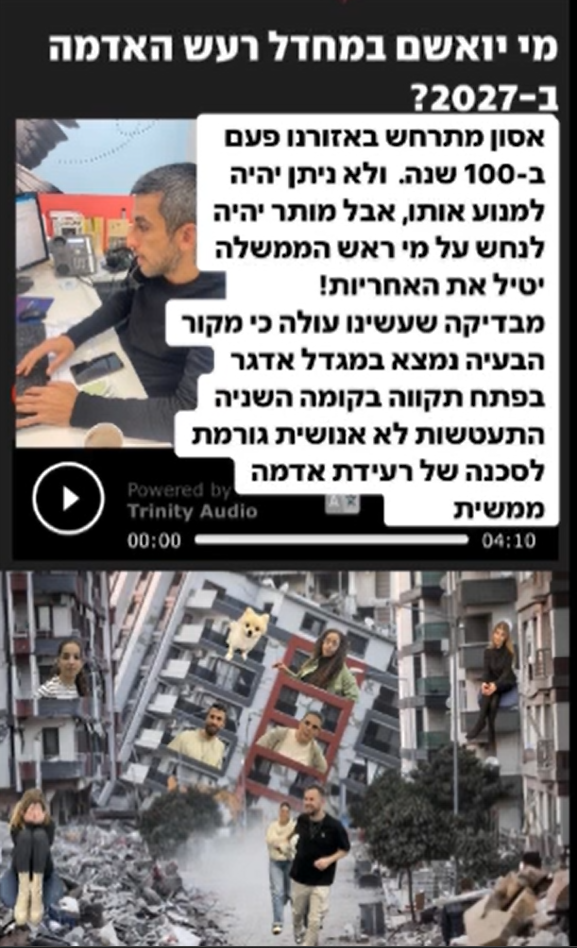 מי יואשם במחדל רעש האדמה
ב-2027?
אסון מתרחש באזורנו פעם
ב-100 שנה. ולא ניתן יהיה
למנוע אותו, אבל מותר יהיה
לנחש על מי ראש הממשלה
יטיל את האחריות!
מבדיקה שעשינו עולה כי מקור
הבעיה נמצא במגדל אדגר
בפתח תקווה בקומה השניה
התעטשות לא אנושית גורמת
לסכנה של רעידת אדמה
ממשית
Powered by
Trinity Audio
00:00
04:10